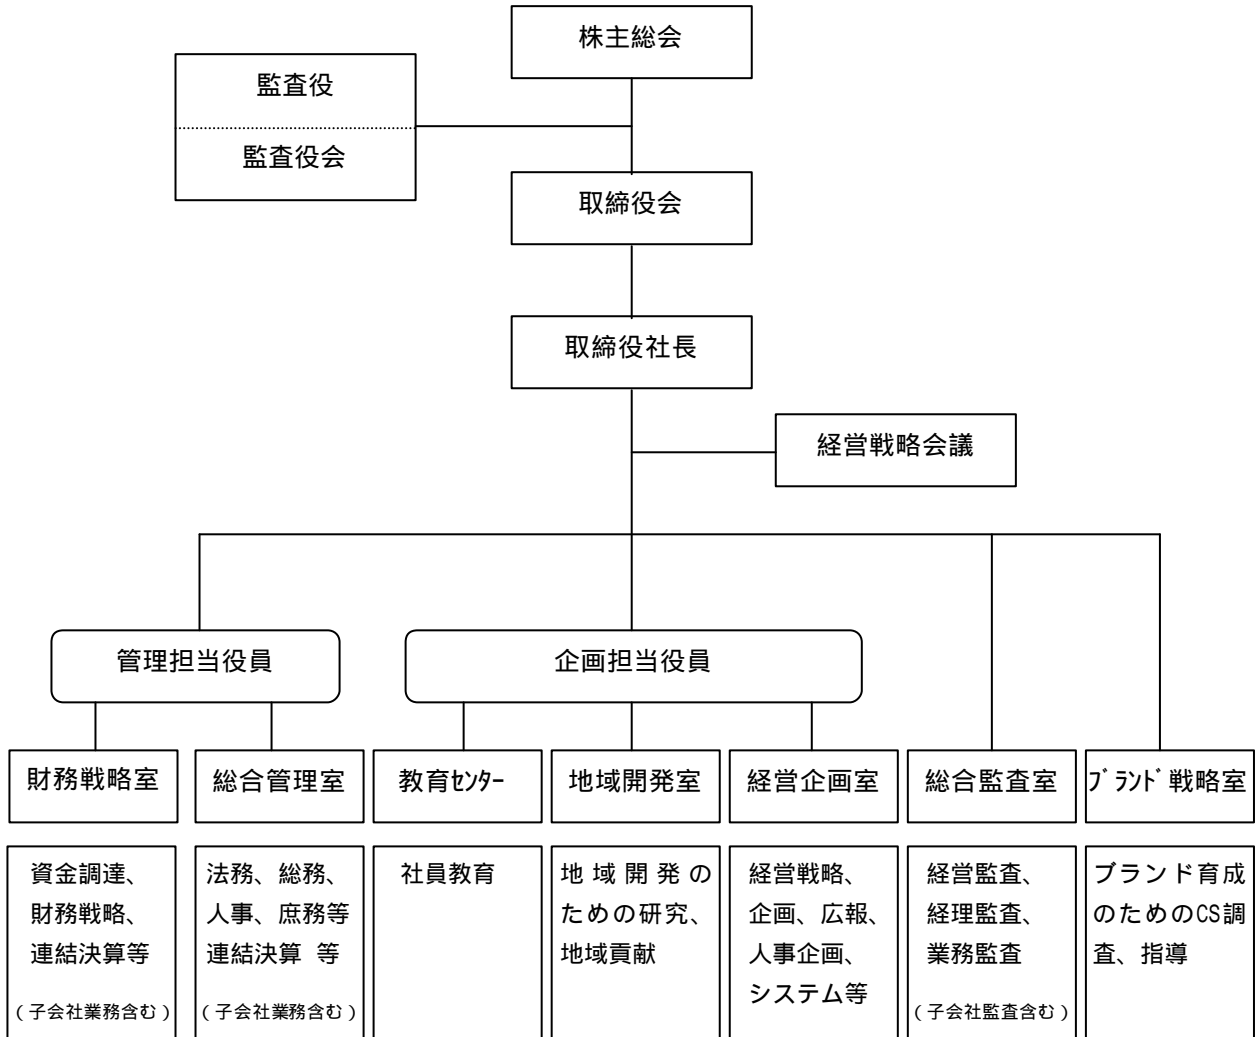 株主総会
監査役
監査役会
取締役会
取締役社長
経営戦略会議
管理担当役員
企画担当役員
財務戦略室
総合管理室
教育ｾﾝﾀｰ
地域開発室
経営企画室
総合監査室
ﾌﾞﾗﾝﾄﾞ戦略室
資金調達、
財務戦略、
連結決算等
（子会社業務含む）
法務、総務、
人事、庶務等
連結決算 等
（子会社業務含む）
社員教育
地域開発の
ための研究、
地域貢献
経営戦略、
企画、広報、
人事企画、
システム等
経営監査、
経理監査、
業務監査
（子会社監査含む）
ブランド育成
のためのCS調
査、指導